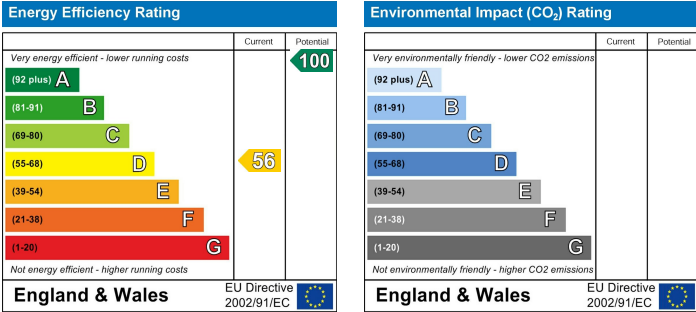 Energy Efficiency Rating
Current
Potential
Very energy efficient - lower running costs
(92 plus) A
(81-91) B
(69-80) C
(55-68) D
(39-54) E
(21-38) F
(1-20) G
100
56
Not energy efficient - higher running costs
England & Wales
EU Directive
2002/91/EC
Environmental Impact (CO₂) Rating
Current
Potential
Very environmentally friendly - lower CO2 emissions
(92 plus) A
(81-91) B
(69-80) C
(55-68) D
(39-54) E
(21-38) F
(1-20) G
Not environmentally friendly - higher CO2 emissions
England & Wales
EU Directive
2002/91/EC